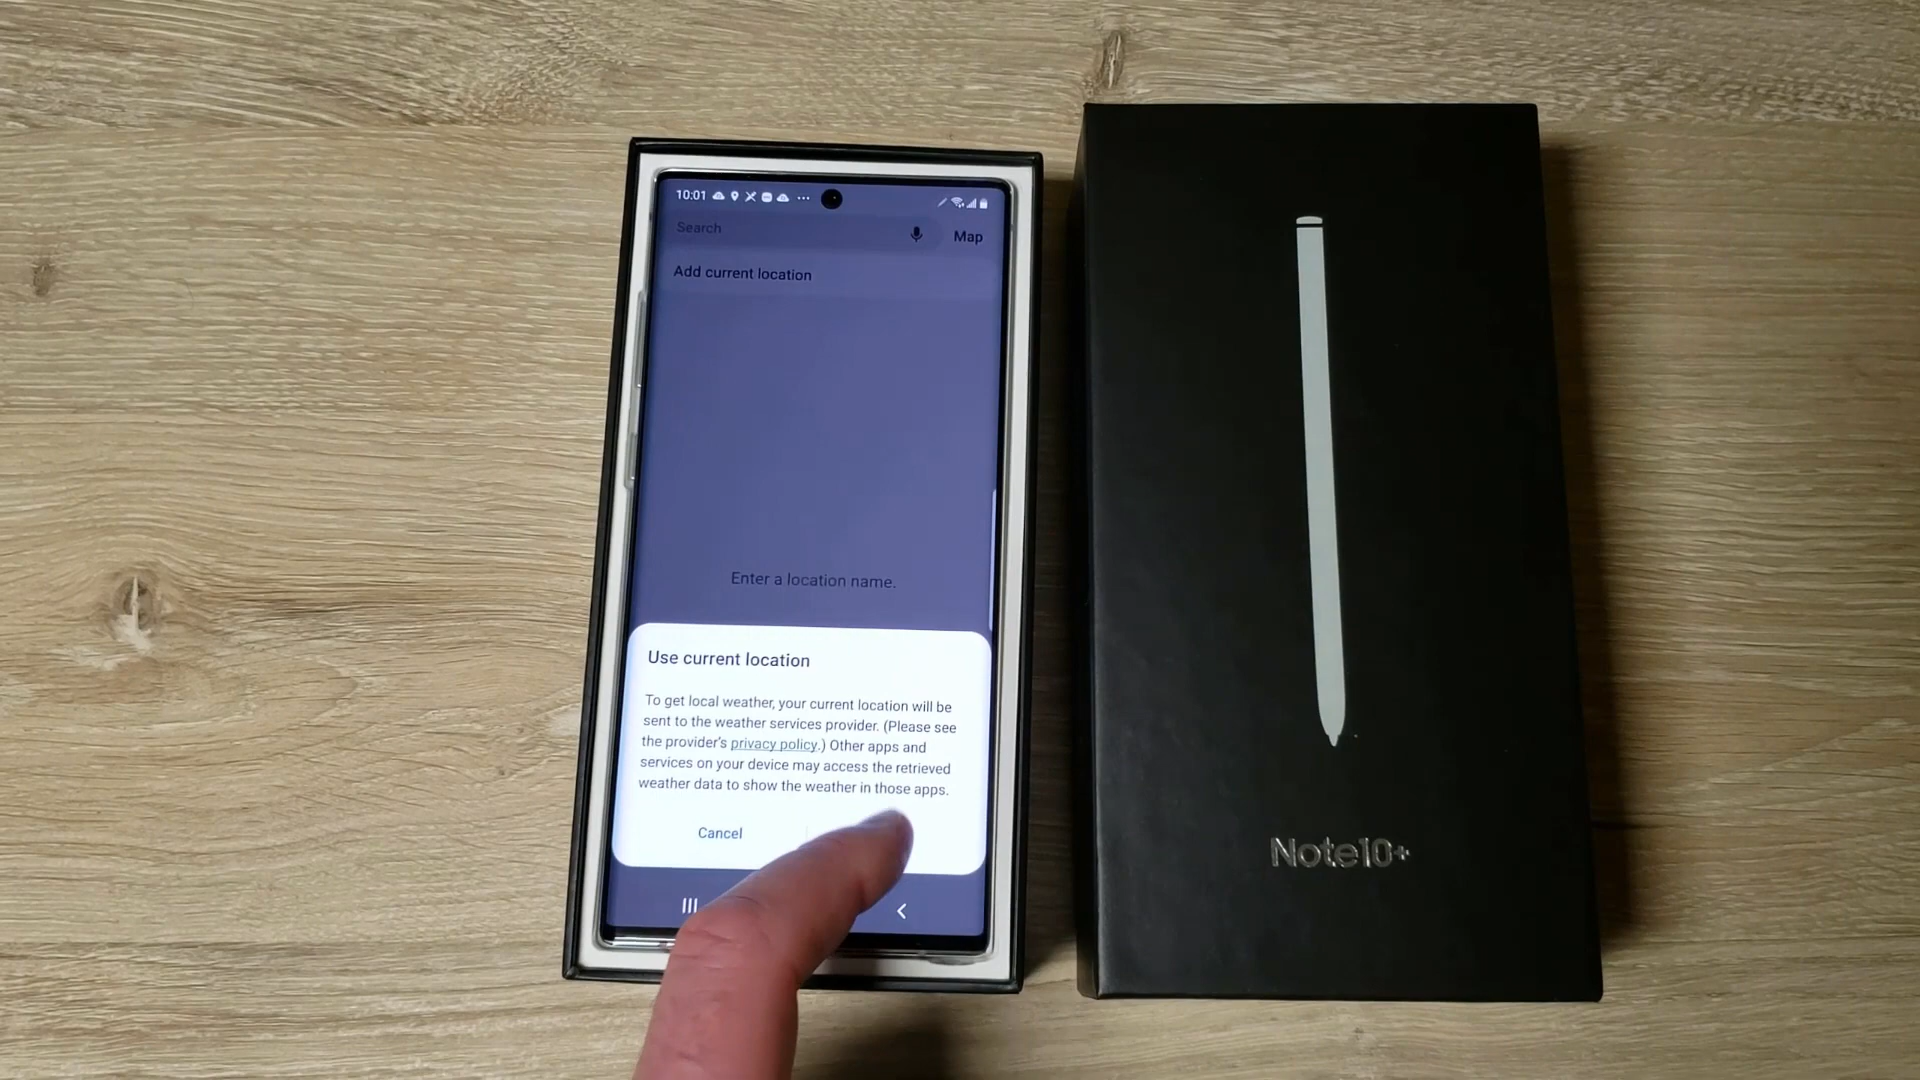 10:01
Search
Map
Add current location
Enter a location name.
Use current location
To get local weather, your current location will be
sent to the weather services provider. (Please see
the provider's privacy policy.) Other apps and
services on your device may access the retrieved
weather data to show the weather in those apps.
Cancel
Note10+